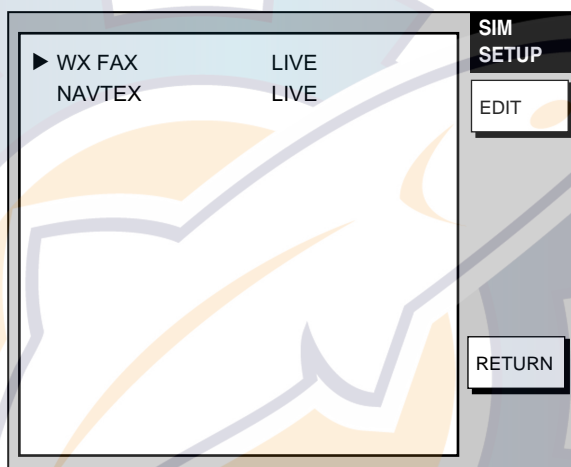 SIM
SETUP
▶ WX FAX LIVE
NAVTEX LIVE
EDIT
RETURN